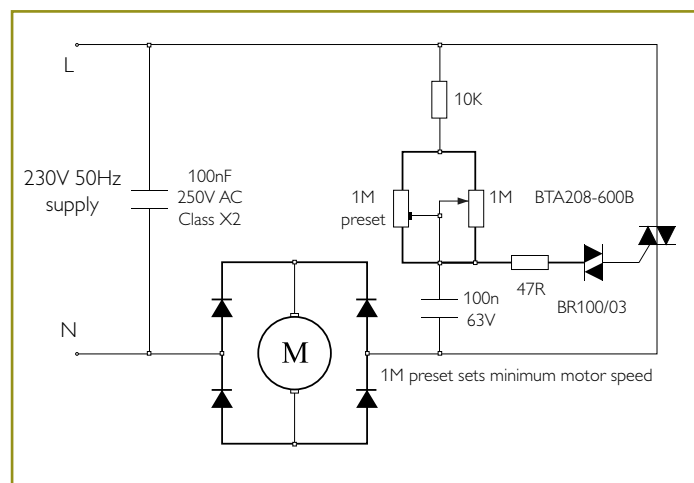 L
10K
230V 50Hz
supply
100nF
250V AC
Class X2
1M
preset
1M
BTA208-600B
47R
BR100/03
100n
63V
N
M
1M preset sets minimum motor speed